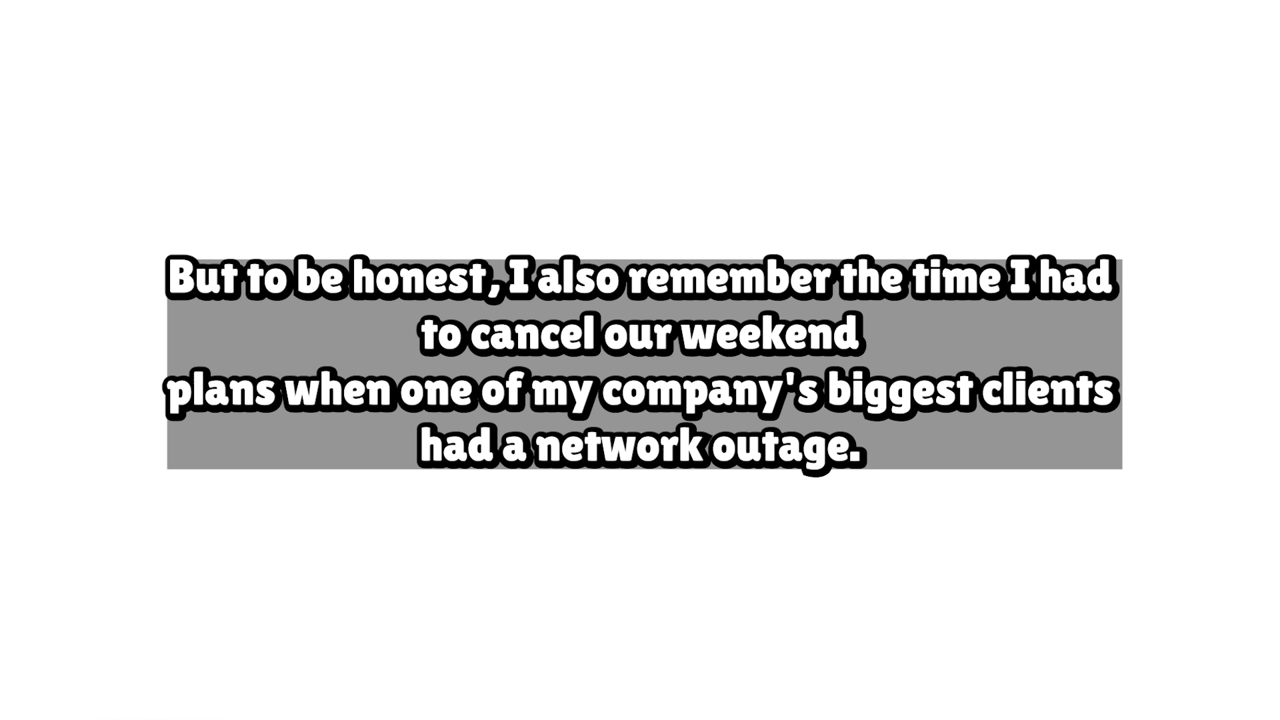 But to be honest, I also remember the time I had
to cancel our weekend
plans when one of my company's biggest clients
had a network outage.